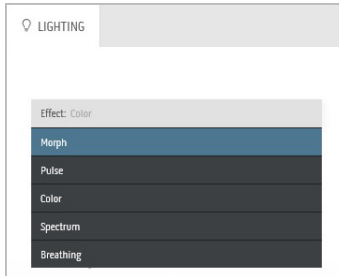 LIGHTING
Effect: Color
Morph
Pulse
Color
Spectrum
Breathing